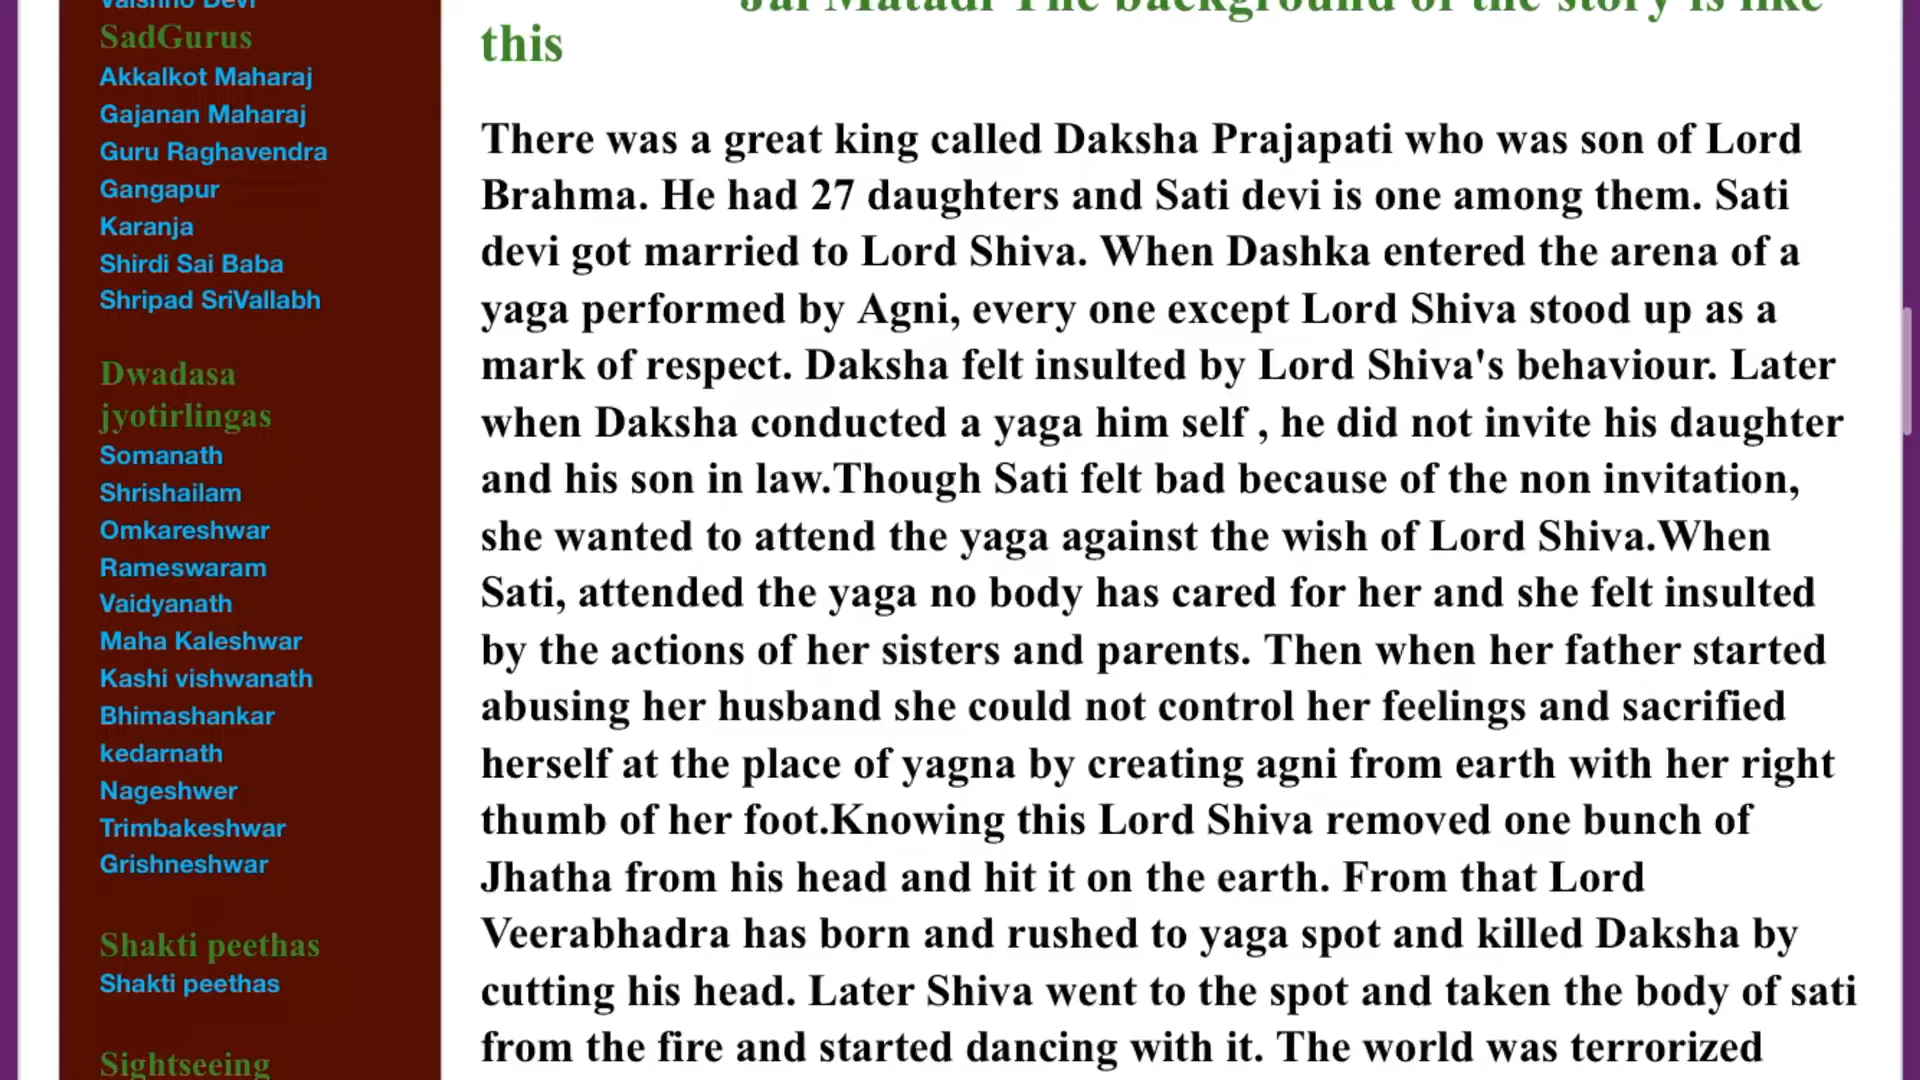 Vaishno Devi
SadGurus
Akkalkot Maharaj
Gajanan Maharaj
Guru Raghavendra
Gangapur
Karanja
Shirdi Sai Baba
Shripad SriVallabh
Dwadasa
jyotirlingas
Somanath
Shrishailam
Omkareshwar
Rameswaram
Vaidyanath
Maha Kaleshwar
Kashi vishwanath
Bhimashankar
kedarnath
Nageshwer
Trimbakeshwar
Grishneshwar
Shakti peethas
Shakti peethas
Sightseeing
Jai Matadi The background of the story is like
this
There was a great king called Daksha Prajapati who was son of Lord
Brahma. He had 27 daughters and Sati devi is one among them. Sati
devi got married to Lord Shiva. When Dashka entered the arena of a
yaga performed by Agni, every one except Lord Shiva stood up as a
mark of respect. Daksha felt insulted by Lord Shiva's behaviour. Later
when Daksha conducted a yaga him self , he did not invite his daughter
and his son in law.Though Sati felt bad because of the non invitation,
she wanted to attend the yaga against the wish of Lord Shiva.When
Sati, attended the yaga no body has cared for her and she felt insulted
by the actions of her sisters and parents. Then when her father started
abusing her husband she could not control her feelings and sacrified
herself at the place of yagna by creating agni from earth with her right
thumb of her foot.Knowing this Lord Shiva removed one bunch of
Jhatha from his head and hit it on the earth. From that Lord
Veerabhadra has born and rushed to yaga spot and killed Daksha by
cutting his head. Later Shiva went to the spot and taken the body of sati
from the fire and started dancing with it. The world was terrorized